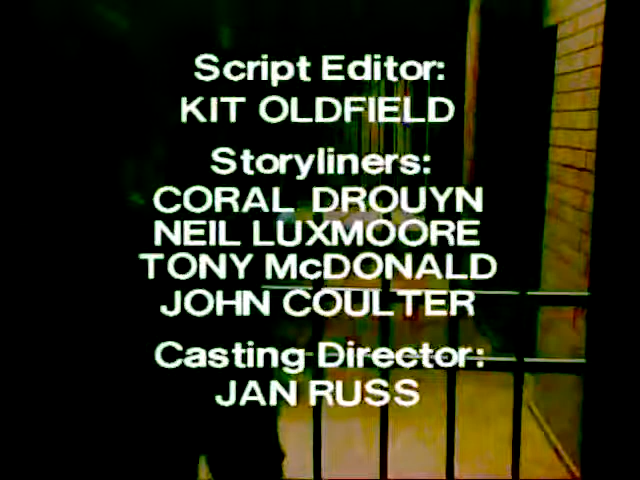 Script Editor:
KIT OLDFIELD
Storyliners:
CORAL DROUYN
NEIL LUXMOORE
TONY McDONALD
JOHN COULTER
Casting Director:
JAN RUSS